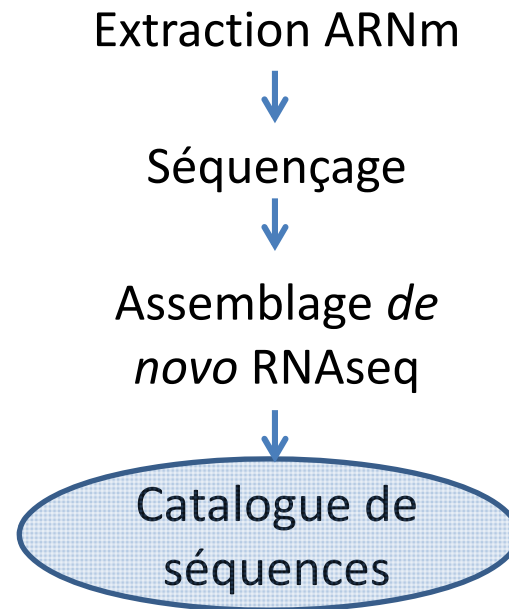 Extraction ARNm
Séquençage
Assemblage de
novo RNAseq
Catalogue de
séquences